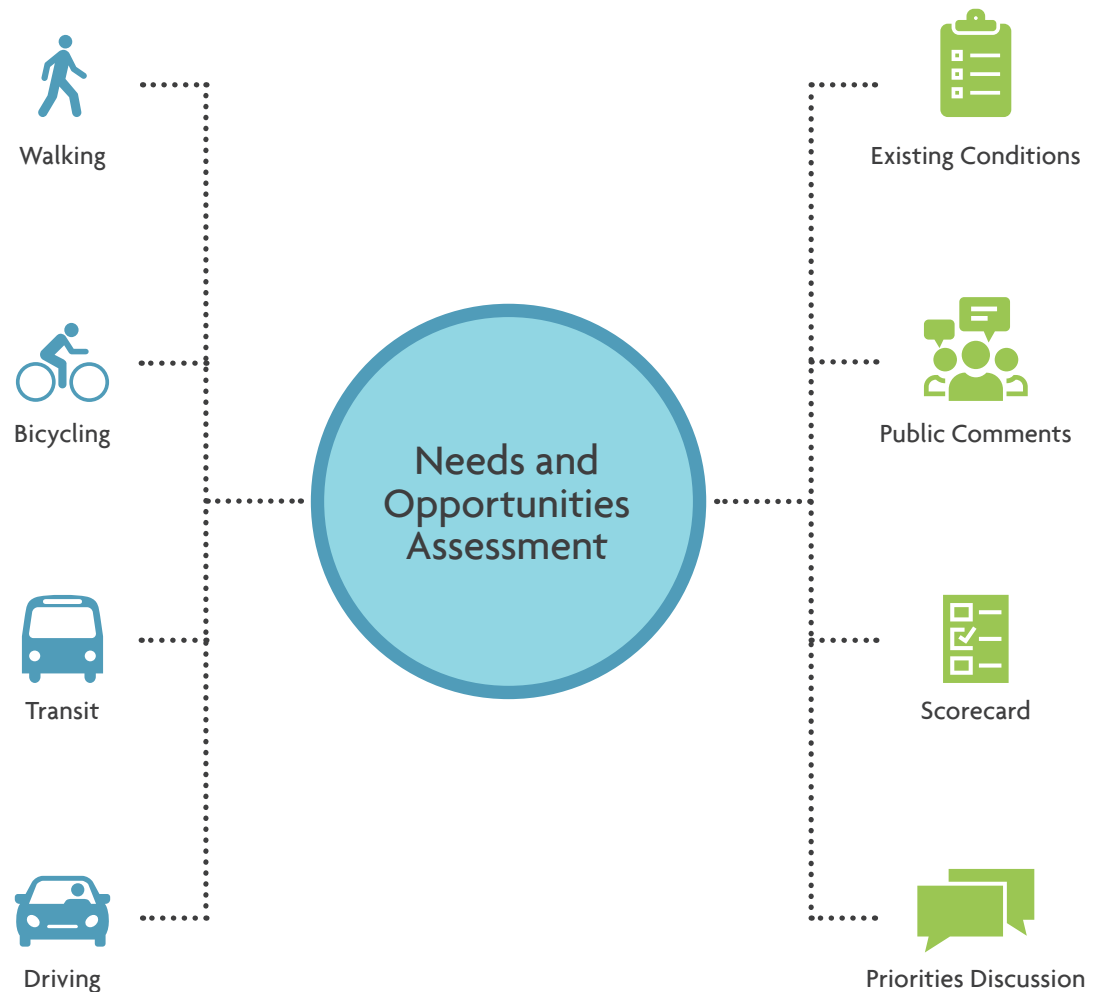 Walking
Bicycling
Transit
Driving
Needs and
Opportunities
Assessment
Existing Conditions
Public Comments
Scorecard
Priorities Discussion